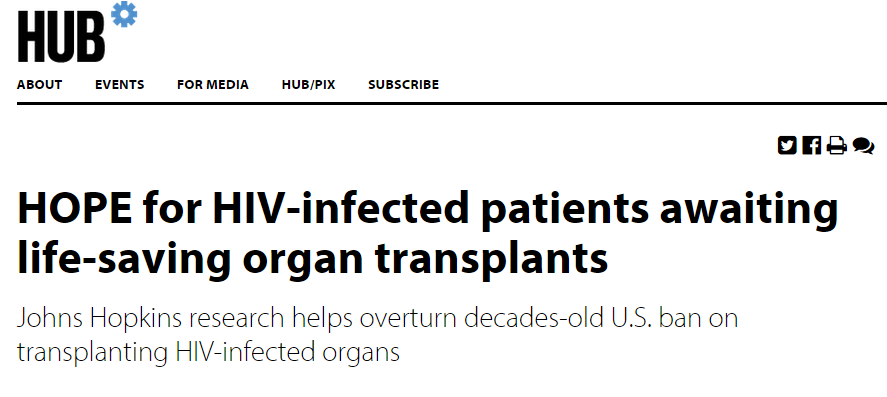 HUB
ABOUT EVENTS FOR MEDIA HUB/PIX SUBSCRIBE
HOPE for HIV-infected patients awaiting
life-saving organ transplants
Johns Hopkins research helps overturn decades-old U.S. ban on
transplanting HIV-infected organs